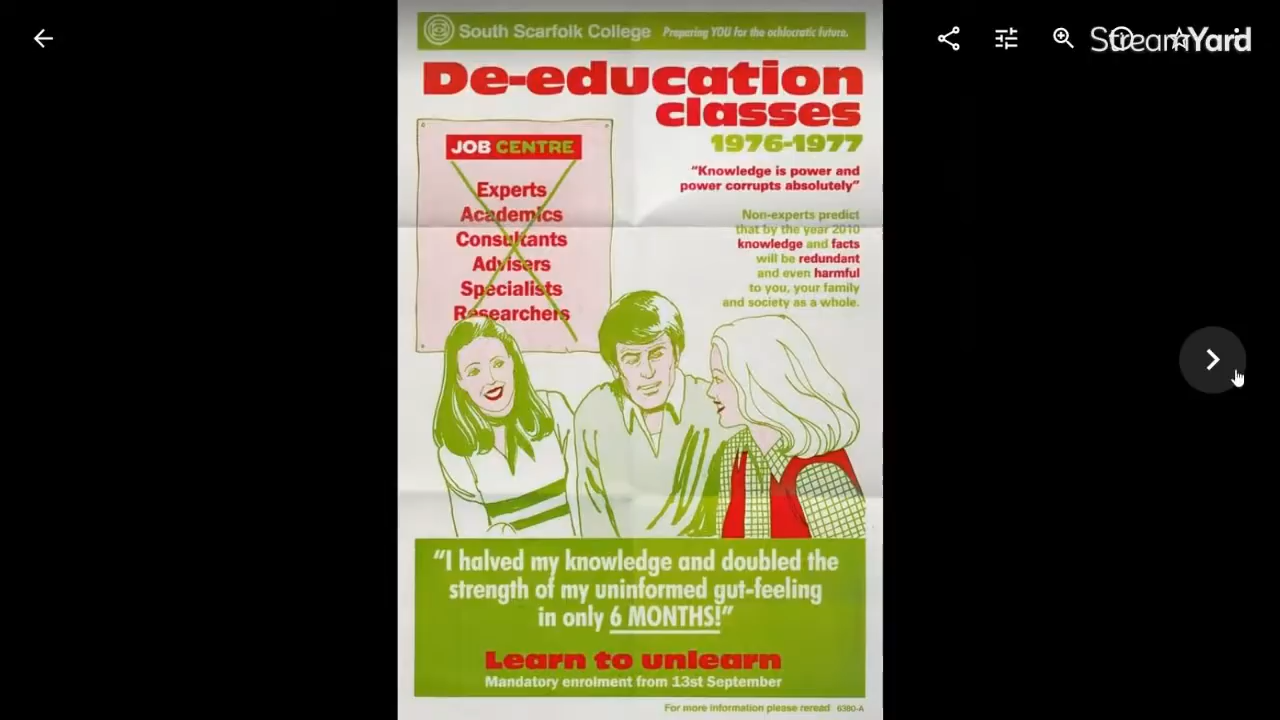 StreamYard
South Scarfolk College Preparing YOU for the ochlocratic future.
De-education
classes
1976-1977
"Knowledge is power and
power corrupts absolutely"
Non-experts predict
that by the year 2010
knowledge and facts
will be redundant
and even harmful
to you, your family
and society as a whole.
JOB CENTRE
Experts
Academics
Consultants
Advisers
Specialists
Researchers
"I halved my knowledge and doubled the
strength of my uninformed gut-feeling
in only 6 MONTHS!"
Learn to unlearn
Mandatory enrolment from 13st September
For more information please reread 6380-A